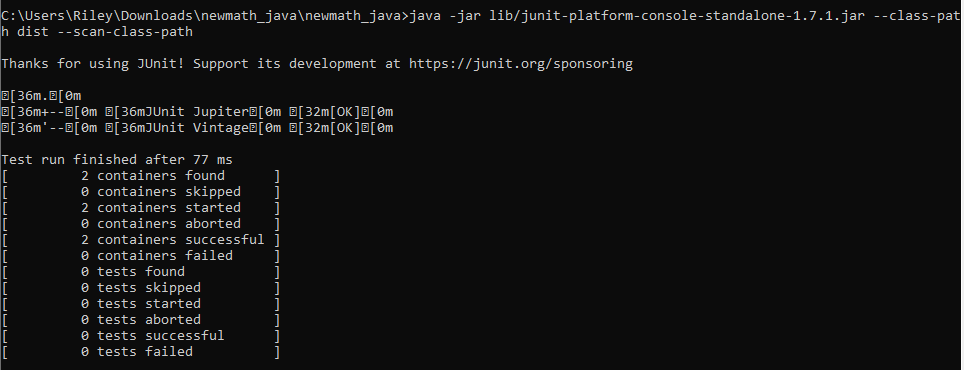 C:\Users\Riley\Downloads\newmath_java\newmath_java>java -jar lib/junit-platform-console-standalone-1.7.1.jar --class-pat
h dist --scan-class-path
Thanks for using JUnit! Support its development at https://junit.org/sponsoring
⍰[36m.⍰[0m
⍰[36m+--⍰[0m ⍰[36mJUnit Jupiter⍰[0m ⍰[32m[OK]⍰[0m
⍰[36m'--⍰[0m ⍰[36mJUnit Vintage⍰[0m ⍰[32m[OK]⍰[0m
Test run finished after 77 ms
[         2 containers found      ]
[         0 containers skipped    ]
[         2 containers started    ]
[         0 containers aborted    ]
[         2 containers successful ]
[         0 containers failed     ]
[         0 tests found           ]
[         0 tests skipped         ]
[         0 tests started         ]
[         0 tests aborted         ]
[         0 tests successful      ]
[         0 tests failed          ]